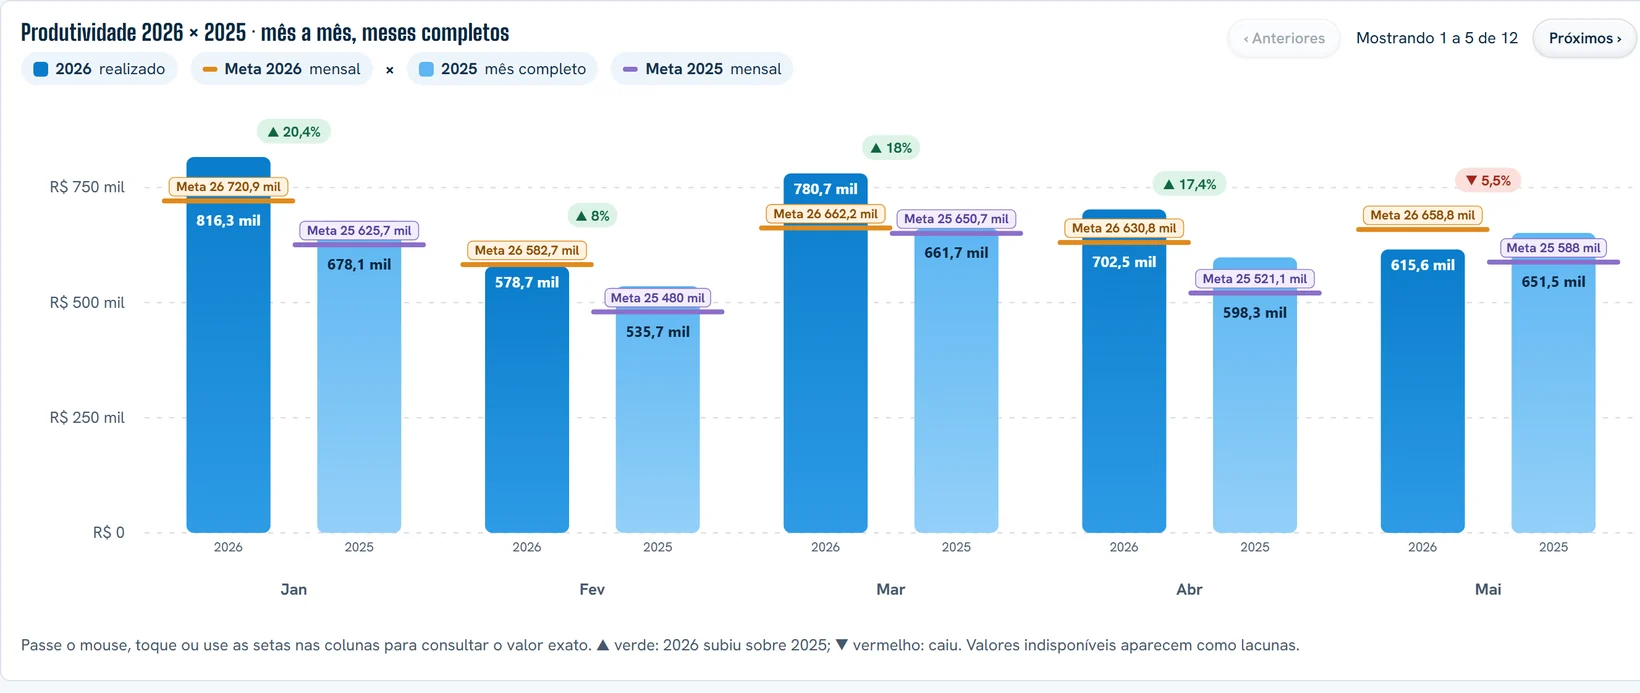 Produtividade 2026 × 2025 · mês a mês, meses completos
‹ Anteriores Mostrando 1 a 5 de 12 Próximos ›
2026 realizado Meta 2026 mensal × 2025 mês completo Meta 2025 mensal
▲ 20,4%
▲ 18%
▲ 17,4%
▼ 5,5%
▲ 8%
R$ 750 mil
R$ 500 mil
R$ 250 mil
R$ 0
Meta 26 720,9 mil
816,3 mil
Meta 25 625,7 mil
678,1 mil
Meta 26 582,7 mil
578,7 mil
Meta 25 480 mil
535,7 mil
780,7 mil
Meta 26 662,2 mil
Meta 25 650,7 mil
661,7 mil
Meta 26 630,8 mil
702,5 mil
Meta 25 521,1 mil
598,3 mil
Meta 26 658,8 mil
615,6 mil
Meta 25 588 mil
651,5 mil
2026 2025 2026 2025 2026 2025 2026 2025 2026 2025
Jan Fev Mar Abr Mai
Passe o mouse, toque ou use as setas nas colunas para consultar o valor exato. ▲ verde: 2026 subiu sobre 2025; ▼ vermelho: caiu. Valores indisponíveis aparecem como lacunas.